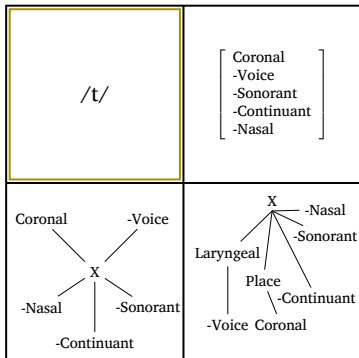 /t/
Coronal
-Voice
-Sonorant
-Continuant
-Nasal
Coronal -Voice
X
-Nasal -Sonorant
-Continuant
X
-Nasal
-Sonorant
Laryngeal
Place
-Continuant
-Voice Coronal